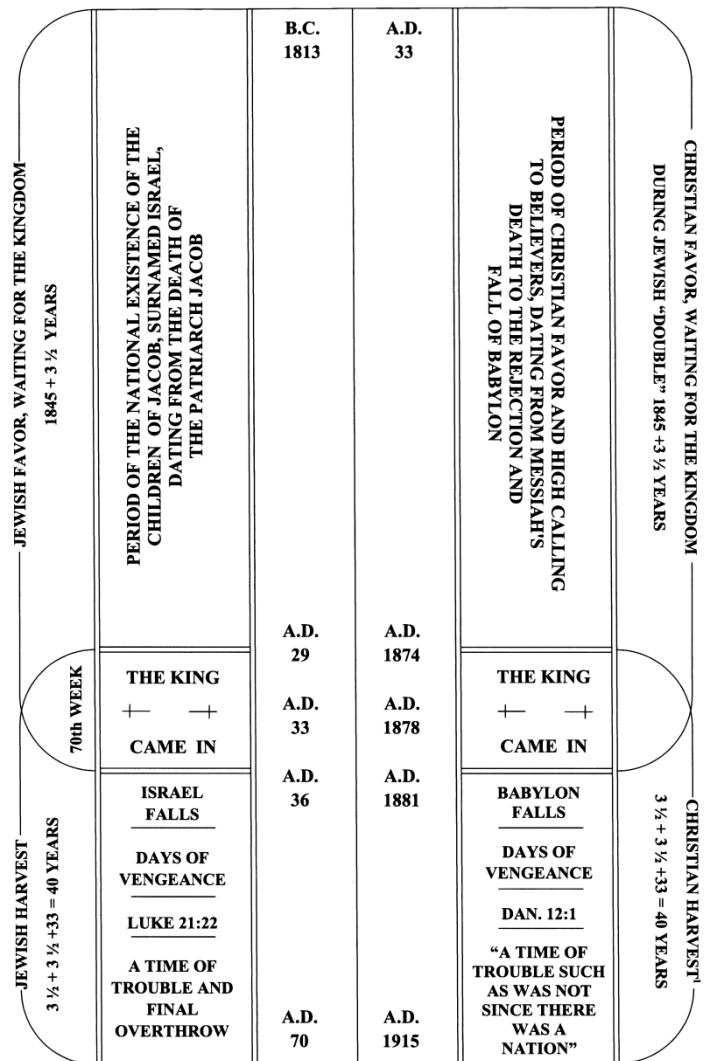 JEWISH FAVOR, WAITING FOR THE KINGDOM
1845 + 3 ½ YEARS
70th WEEK
JEWISH HARVEST
3 ½ + 3 ½ +33 = 40 YEARS
PERIOD OF THE NATIONAL EXISTENCE OF THE
CHILDREN OF JACOB, SURNAMED ISRAEL,
DATING FROM THE DEATH OF
THE PATRIARCH JACOB
THE KING
CAME IN
ISRAEL
FALLS
DAYS OF
VENGEANCE
LUKE 21:22
A TIME OF
TROUBLE AND
FINAL
OVERTHROW
B.C.
1813
A.D.
29
A.D.
33
A.D.
36
A.D.
70
A.D.
33
A.D.
1874
A.D.
1878
A.D.
1881
A.D.
1915
PERIOD OF CHRISTIAN FAVOR AND HIGH CALLING
TO BELIEVERS, DATING FROM MESSIAH'S
DEATH TO THE REJECTION AND
FALL OF BABYLON
THE KING
CAME IN
BABYLON
FALLS
DAYS OF
VENGEANCE
DAN. 12:1
“A TIME OF
TROUBLE SUCH
AS WAS NOT
SINCE THERE
WAS A
NATION”
CHRISTIAN FAVOR, WAITING FOR THE KINGDOM
DURING JEWISH “DOUBLE” 1845 +3 ½ YEARS
CHRISTIAN HARVEST¹
3 ½ + 3 ½ +33 = 40 YEARS